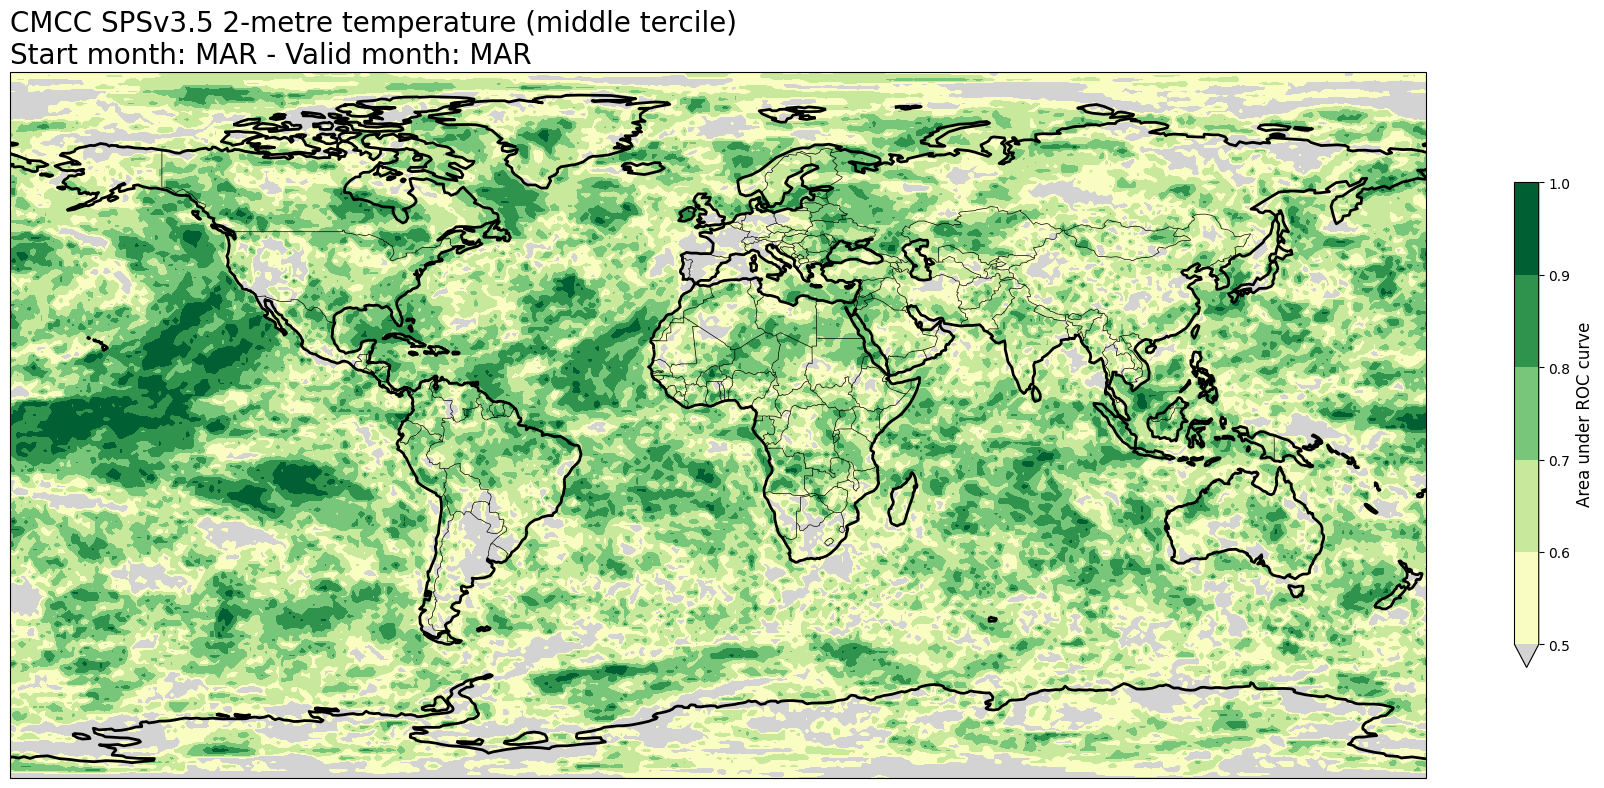 CMCC SPSv3.5 2-metre temperature (middle tercile)
Start month: MAR - Valid month: MAR
1.0
0.9
0.8
0.7
0.6
0.5
Area under ROC curve